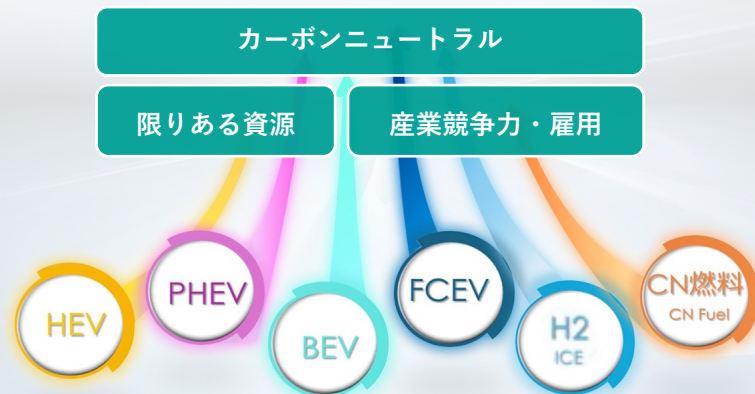 カーボンニュートラル
限りある資源
産業競争力・雇用
HEV
PHEV
BEV
FCEV
H2
ICE
CN燃料
CN Fuel